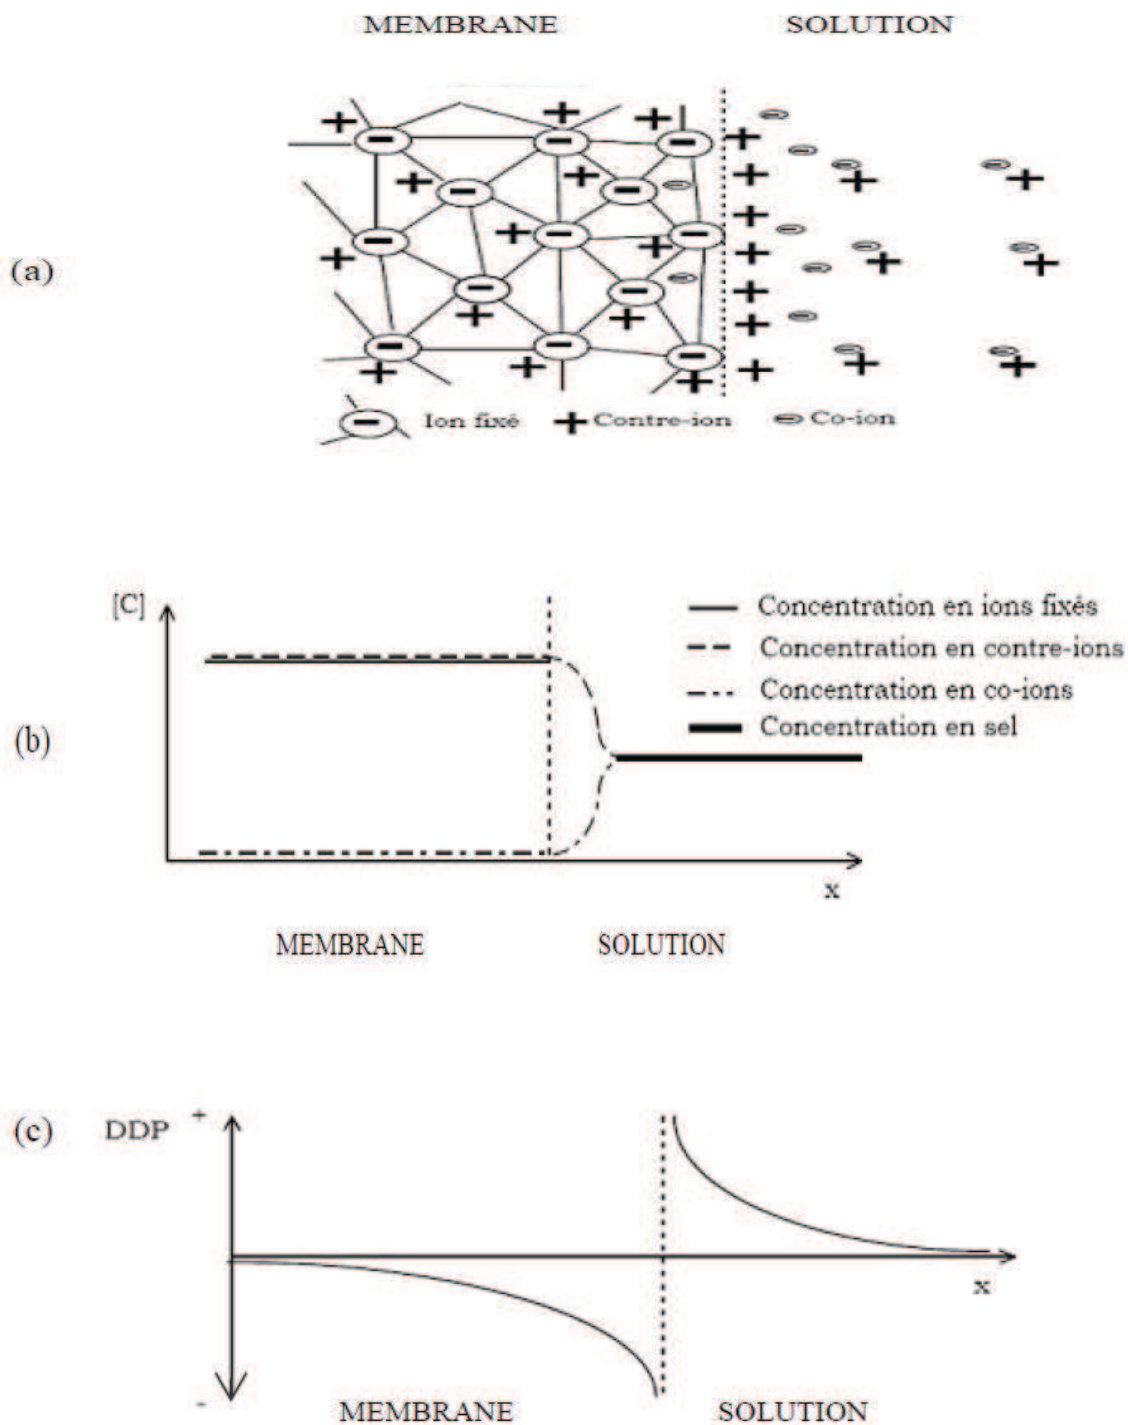 MEMBRANE SOLUTION
(a)
Ion fixé Contre-ion Co-ion
[C]
Concentration en ions fixés
Concentration en contre-ions
Concentration en co-ions
Concentration en sel
(b)
x
MEMBRANE SOLUTION
(c) DDP +
x
-
MEMBRANE SOLUTION